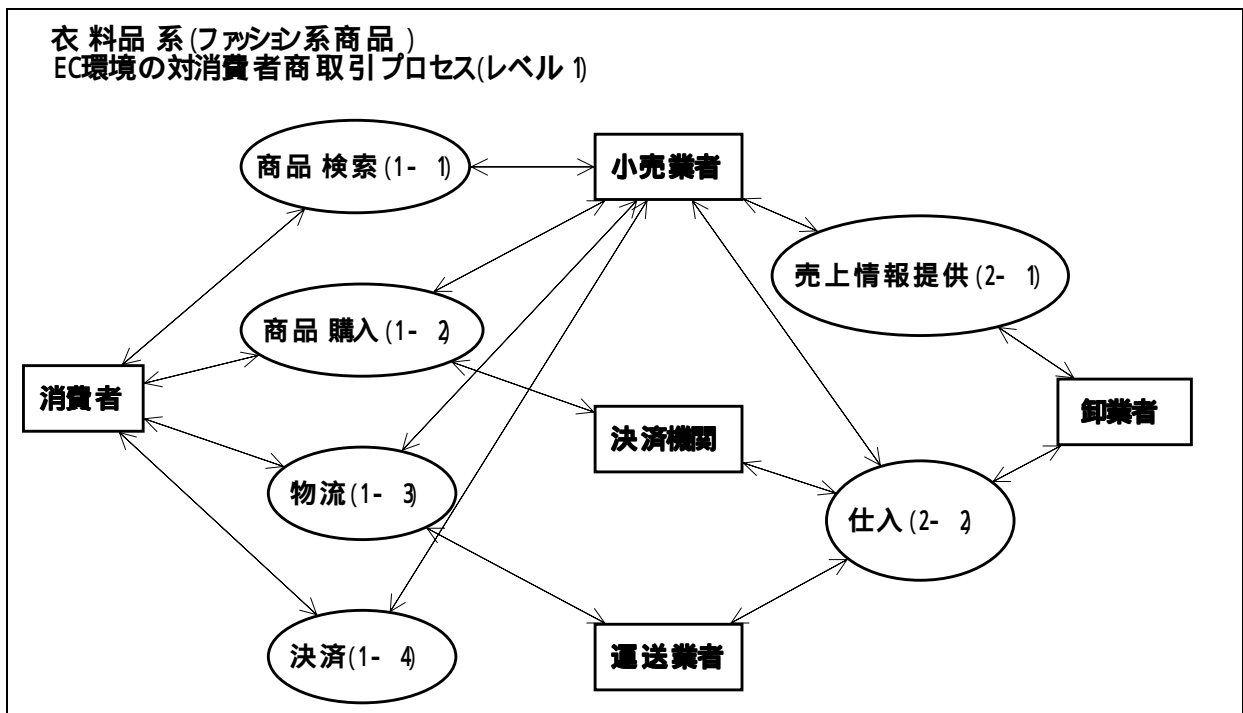 衣料品系(ファッション系商品)
EC環境の対消費者商取引プロセス(レベル1)
商品検索(1-1)
小売業者
売上情報提供(2-1)
商品購入(1-2)
消費者
卸業者
決済機関
物流(1-3)
仕入(2-2)
決済(1-4)
運送業者